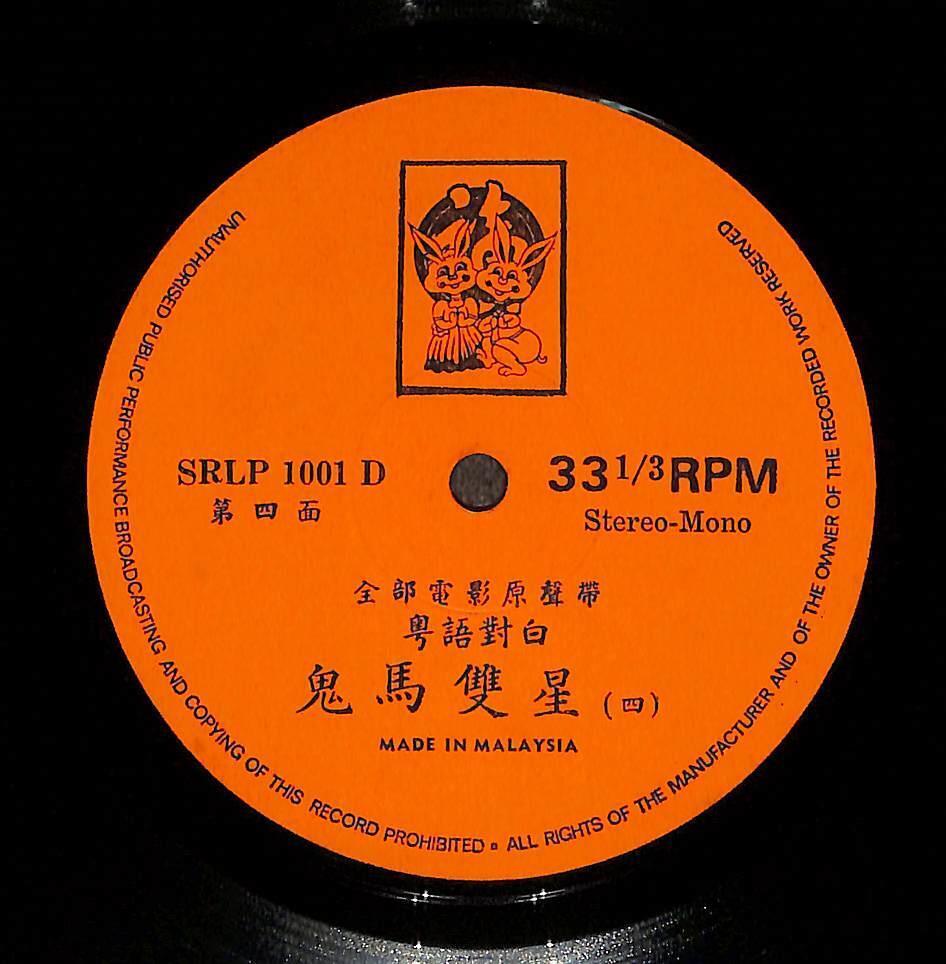 UNAUTHORISED PUBLIC PERFORMANCE BROADCASTING AND COPYING OF THIS RECORD PROHIBITED ▫ ALL RIGHTS OF THE MANUFACTURER AND OF THE OWNER OF THE RECORDED WORK RESERVED
SRLP 1001 D
第四面
33 1/3 RPM
Stereo-Mono
全部電影原聲帶
粵語對白
鬼馬雙星(四)
MADE IN MALAYSIA